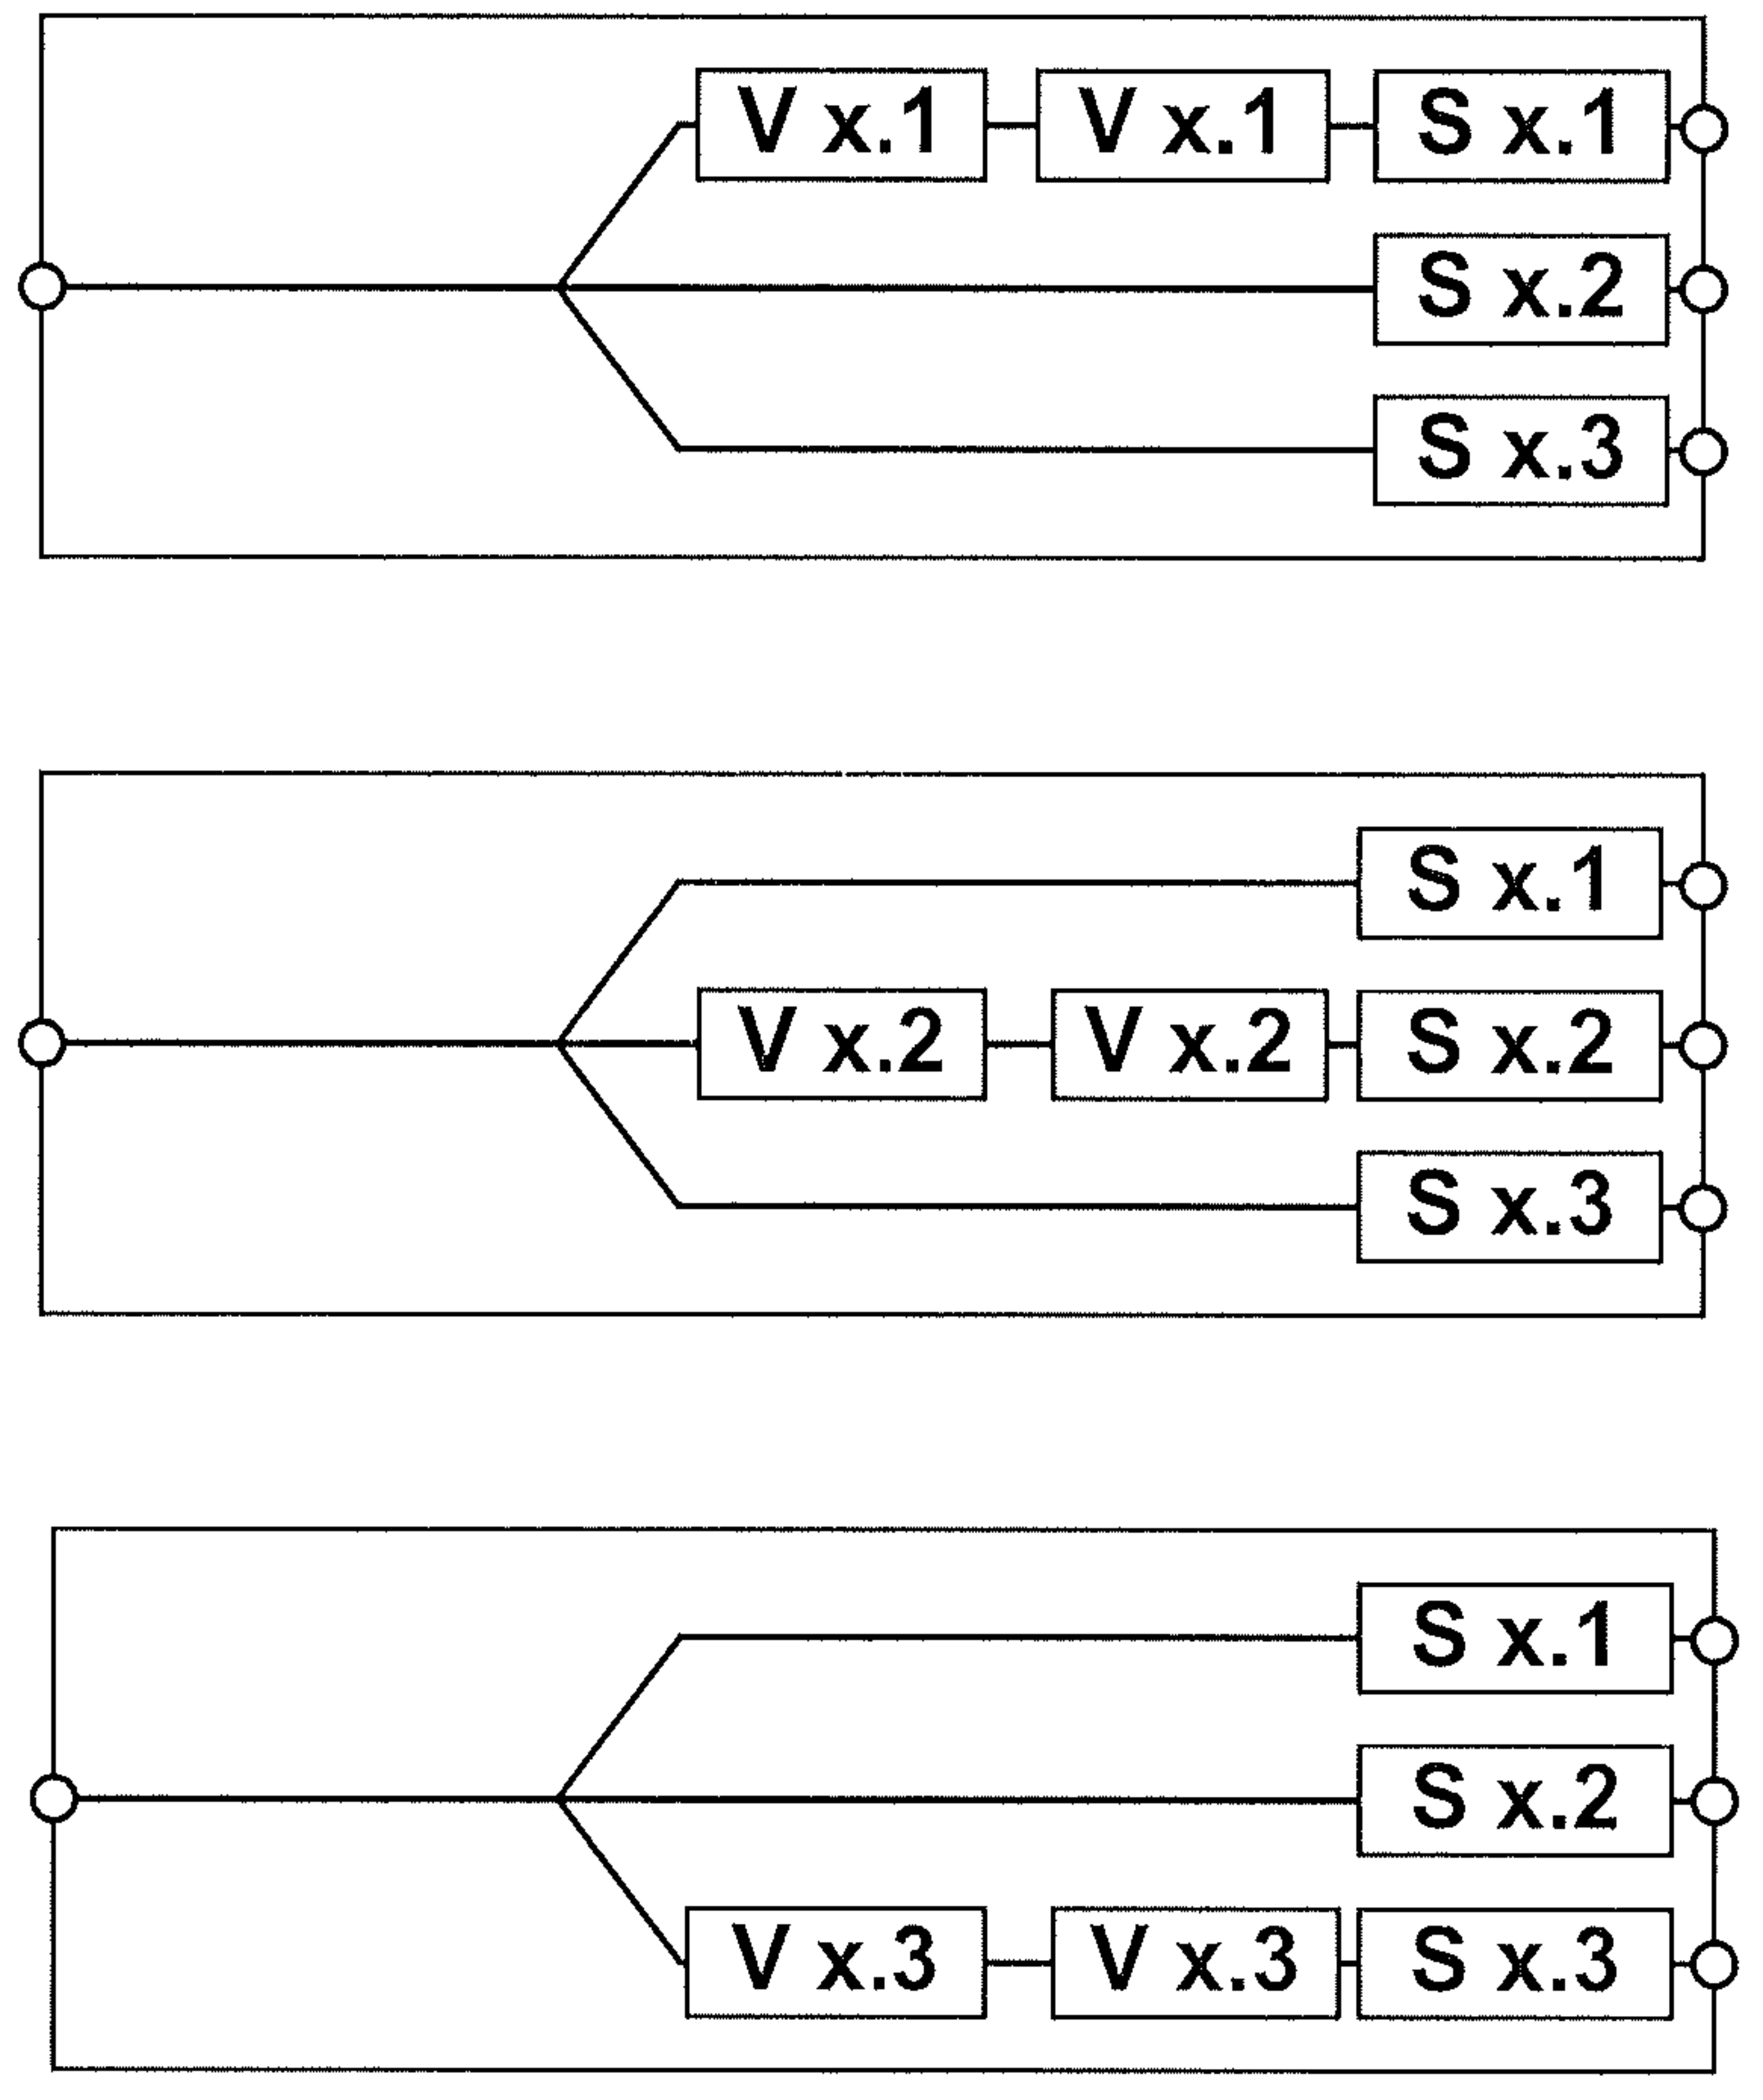 V x.1 V x.1 S x.1
S x.2
S x.3
S x.1
V x.2 V x.2 S x.2
S x.3
S x.1
S x.2
V x.3 V x.3 S x.3